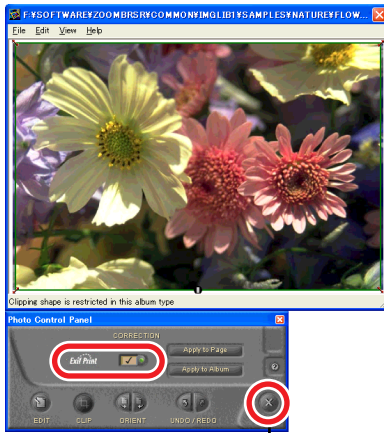 F:¥SOFTWARE¥ZOOMBRSR¥COMMON¥IMGLIB1¥SAMPLES¥NATURE¥FLOW...
File Edit View Help
Clipping shape is restricted in this album type
Photo Control Panel
CORRECTION
Exif Print
Apply to Page
Apply to Album
EDIT CLIP ORIENT UNDO/REDO